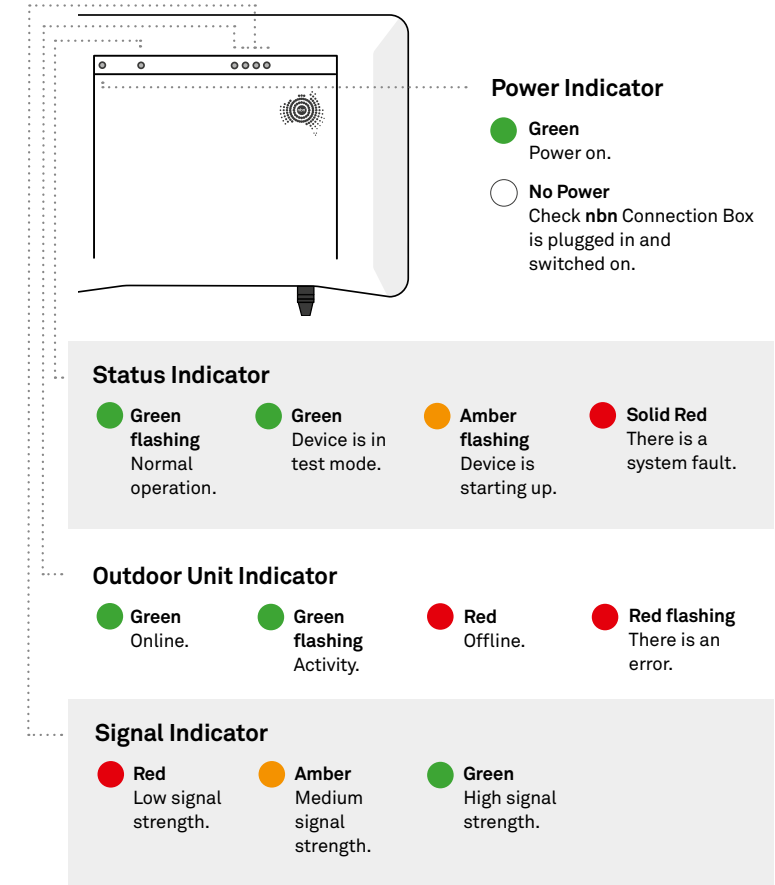 Power Indicator
Green
Power on.
No Power
Check nbn Connection Box
is plugged in and
switched on.
Status Indicator
Green
flashing
Normal
operation.
Green
Device is in
test mode.
Amber
flashing
Device is
starting up.
Solid Red
There is a
system fault.
Outdoor Unit Indicator
Green
Online.
Green
flashing
Activity.
Red
Offline.
Red flashing
There is an
error.
Signal Indicator
Red
Low signal
strength.
Amber
Medium
signal
strength.
Green
High signal
strength.